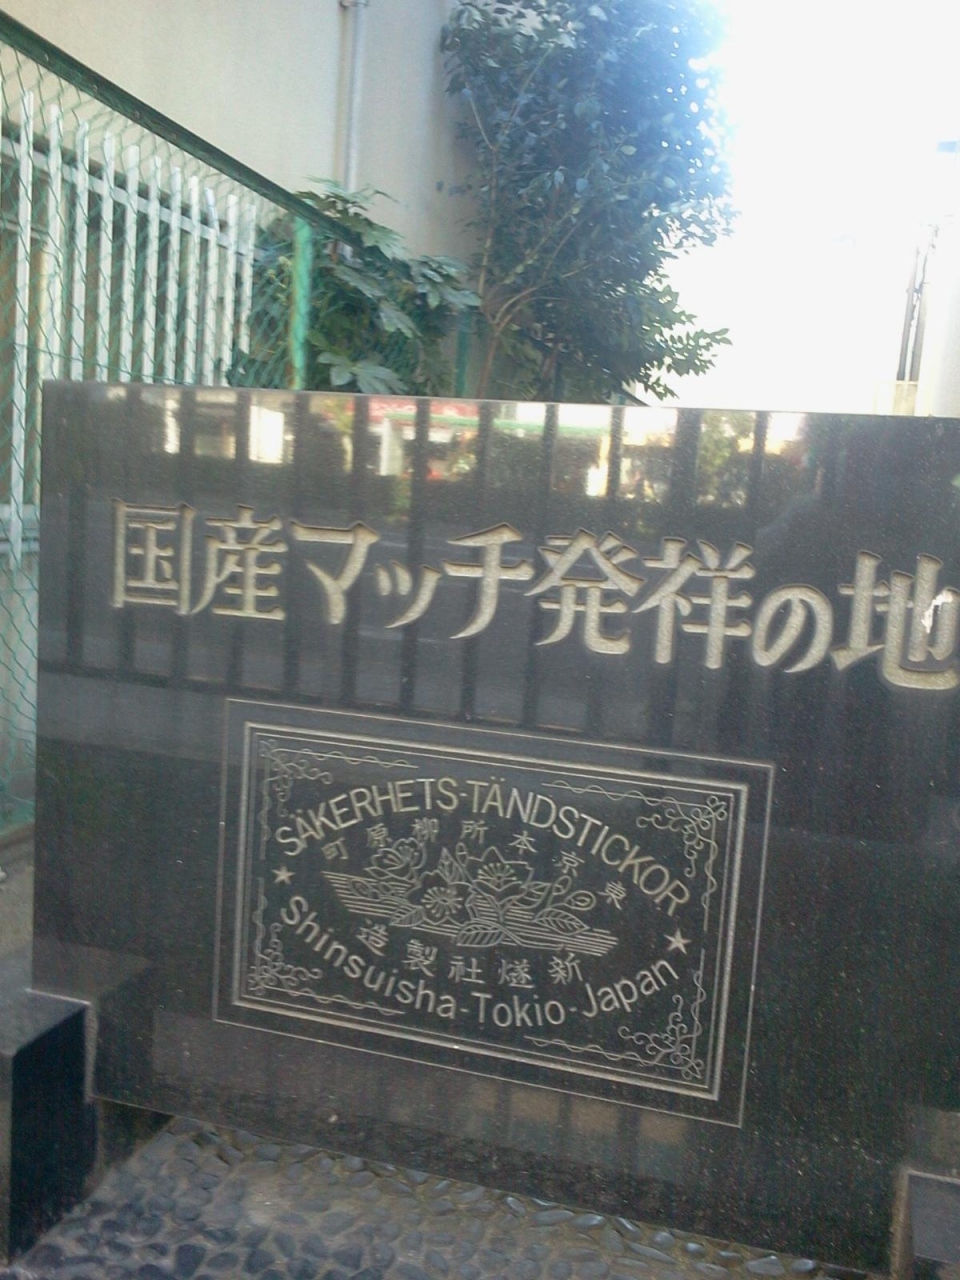 国産マッチ発祥の地
SÄKERHETS-TÄNDSTICKOR
町原柳所本京東
造製社燧新
Shinsuisha-Tokio-Japan